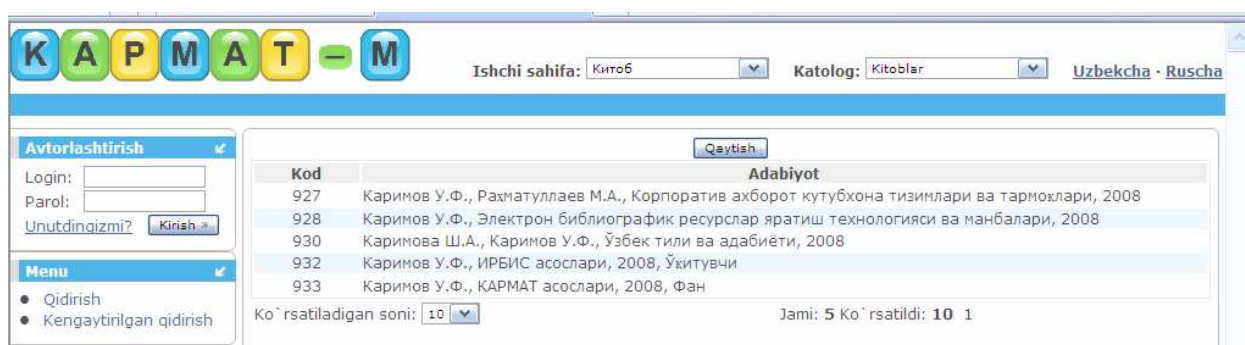 КАРМАТ – М
Ishchi sahifa: Китоб Katolog: Kitoblar Uzbekcha · Ruscha
Avtorlashtirish
Login:
Parol:
Unutdingizmi? Kirish »
Menu
Qidirish
Kengaytirilgan qidirish
Qaytish
Kod Adabiyot
927 Каримов У.Ф., Рахматуллаев М.А., Корпоратив ахборот кутубхона тизимлари ва тармоқлари, 2008
928 Каримов У.Ф., Электрон библиографик ресурслар яратиш технологияси ва манбалари, 2008
930 Каримова Ш.А., Каримов У.Ф., Ўзбек тили ва адабиёти, 2008
932 Каримов У.Ф., ИРБИС асослари, 2008, Ўқитувчи
933 Каримов У.Ф., КАРМАТ асослари, 2008, Фан
Ko`rsatiladigan soni: 10 Jami: 5 Ko`rsatildi: 10 1